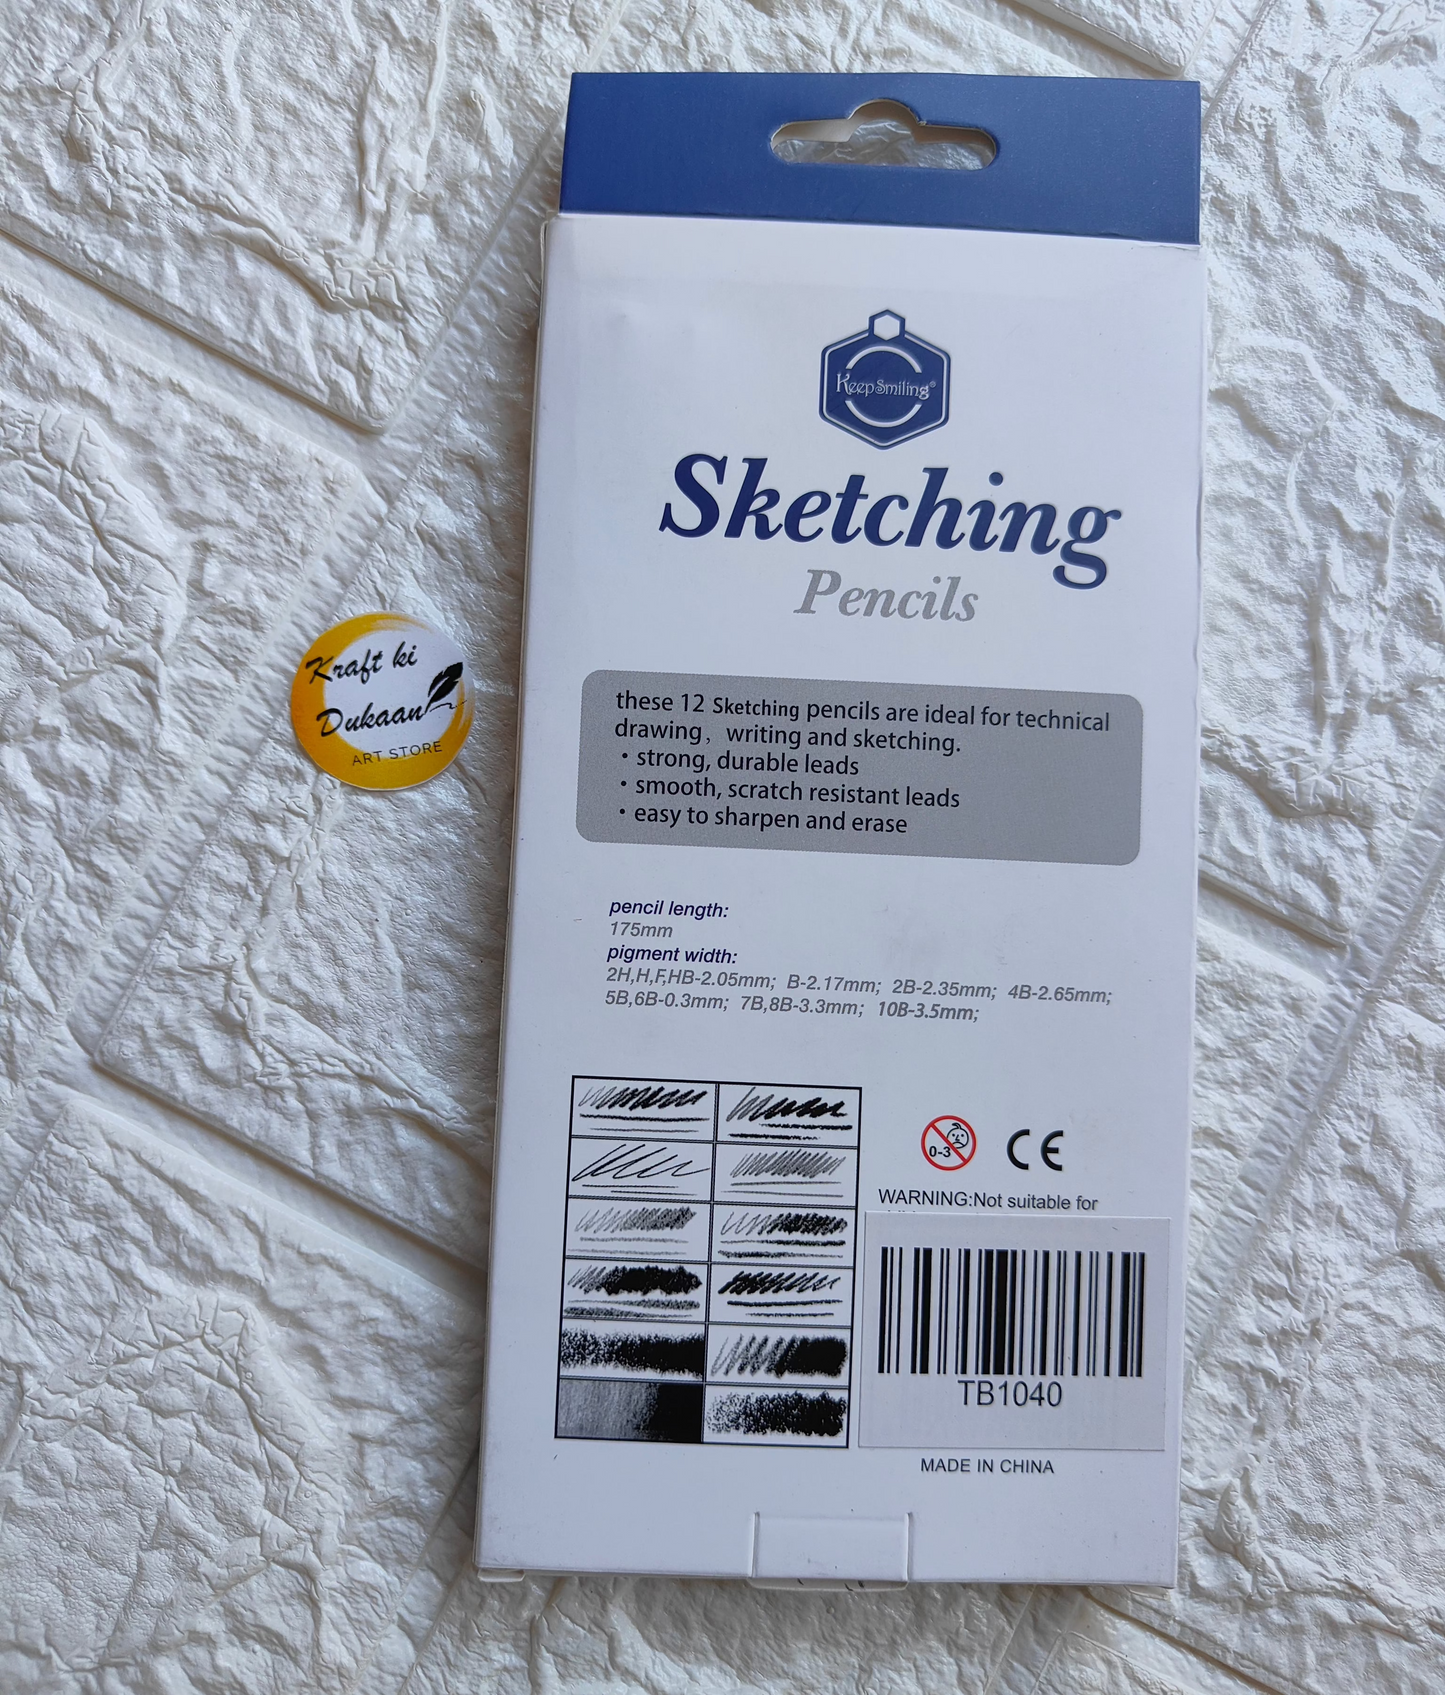 KeepSmiling®
Sketching
Pencils
Kraft ki
Dukaan
ART STORE
these 12 Sketching pencils are ideal for technical
drawing, writing and sketching.
• strong, durable leads
• smooth, scratch resistant leads
• easy to sharpen and erase
pencil length:
175mm
pigment width:
2H,H,F,HB-2.05mm; B-2.17mm; 2B-2.35mm; 4B-2.65mm;
5B,6B-0.3mm; 7B,8B-3.3mm; 10B-3.5mm;
0-3
CE
WARNING:Not suitable for
TB1040
MADE IN CHINA